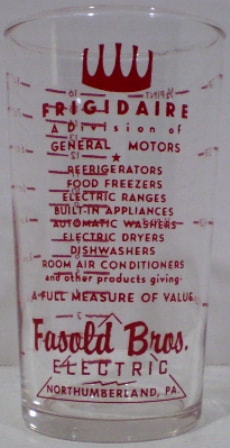 FRIGIDAIRE
A Division of
GENERAL MOTORS
REFRIGERATORS
FOOD FREEZERS
ELECTRIC RANGES
BUILT-IN APPLIANCES
AUTOMATIC WASHERS
ELECTRIC DRYERS
DISHWASHERS
ROOM AIR CONDITIONERS
and other products giving
A FULL MEASURE OF VALUE
Fasold Bros.
ELECTRIC
NORTHUMBERLAND, PA.